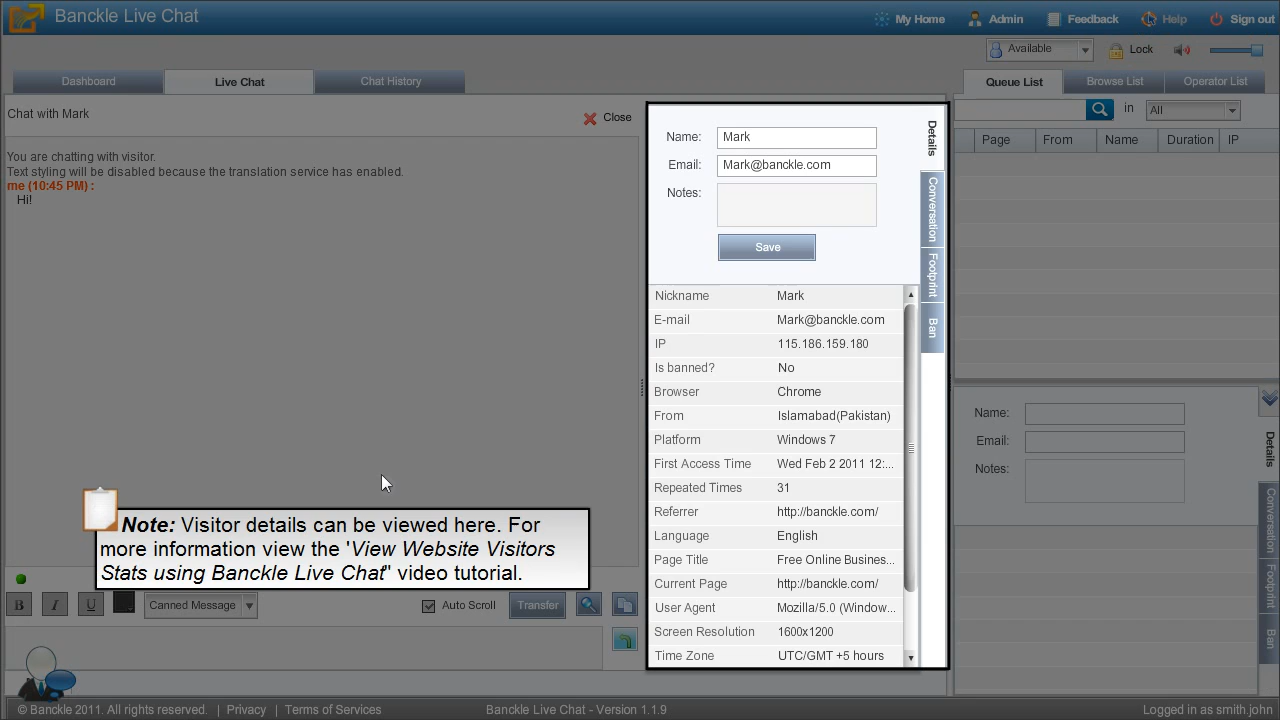 Banckle Live Chat
My Home
Admin
Feedback
Help
Sign out
Available
Lock
Dashboard
Live Chat
Chat History
Queue List
Browse List
Operator List
Chat with Mark
Close
in
All
Page
From
Name
Duration
IP
You are chatting with visitor.
Text styling will be disabled because the translation service has enabled.
me (10:45 PM) :
Hi!
Name: Mark
Email: Mark@banckle.com
Notes:
Save
Details
Conversation
Footprint
Ban
Nickname Mark
E-mail Mark@banckle.com
IP 115.186.159.180
Is banned? No
Browser Chrome
From Islamabad(Pakistan)
Platform Windows 7
First Access Time Wed Feb 2 2011 12:...
Repeated Times 31
Referrer http://banckle.com/
Language English
Page Title Free Online Busines...
Current Page http://banckle.com/
User Agent Mozilla/5.0 (Window...
Screen Resolution 1600x1200
Time Zone UTC/GMT +5 hours
Name:
Email:
Notes:
Details
Conversation
Footprint
Ban
Note: Visitor details can be viewed here. For
more information view the 'View Website Visitors
Stats using Banckle Live Chat" video tutorial.
B
I
U
Canned Message
Auto Scroll
Transfer
© Banckle 2011. All rights reserved. | Privacy | Terms of Services
Banckle Live Chat - Version 1.1.9
Logged in as smith.john